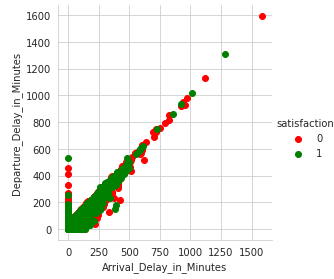 1600
1400
1200
1000
800
600
400
200
0
Departure_Delay_in_Minutes
0 250 500 750 1000 1250 1500
Arrival_Delay_in_Minutes
satisfaction
0
1